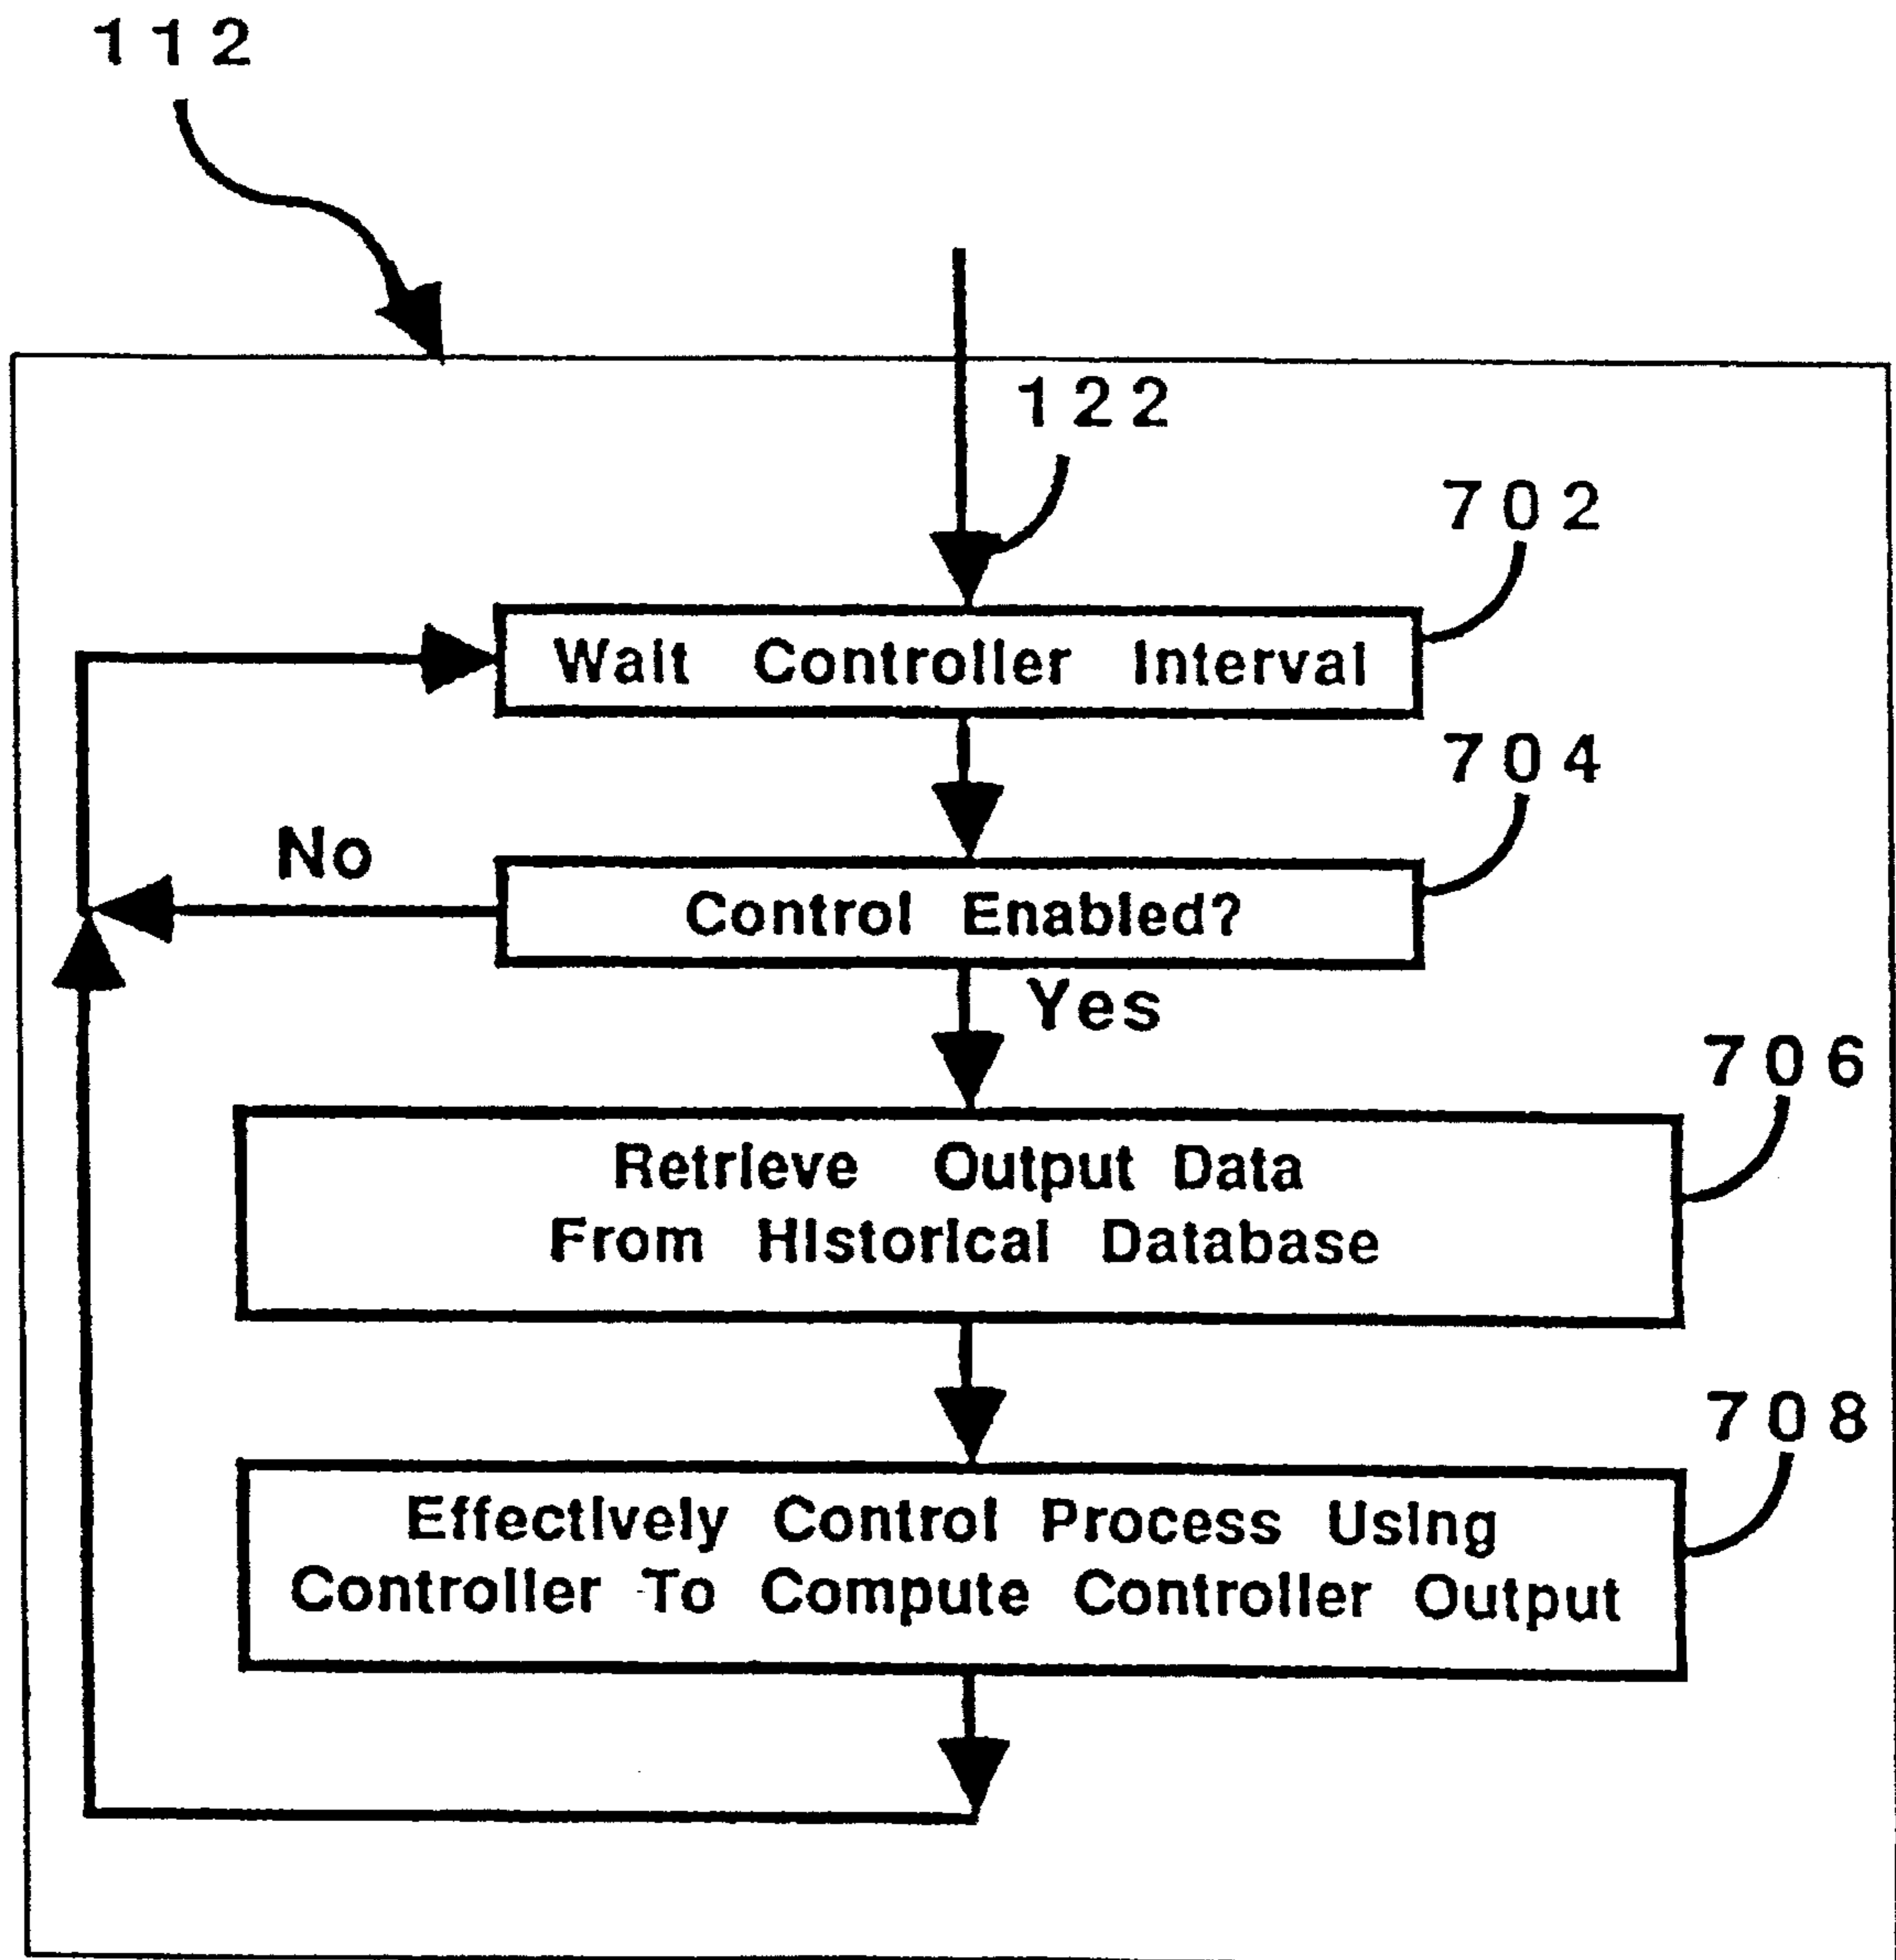 112
122
702
Wait Controller Interval
704
No
Control Enabled?
Yes
706
Retrieve Output Data
From Historical Database
708
Effectively Control Process Using
Controller To Compute Controller Output